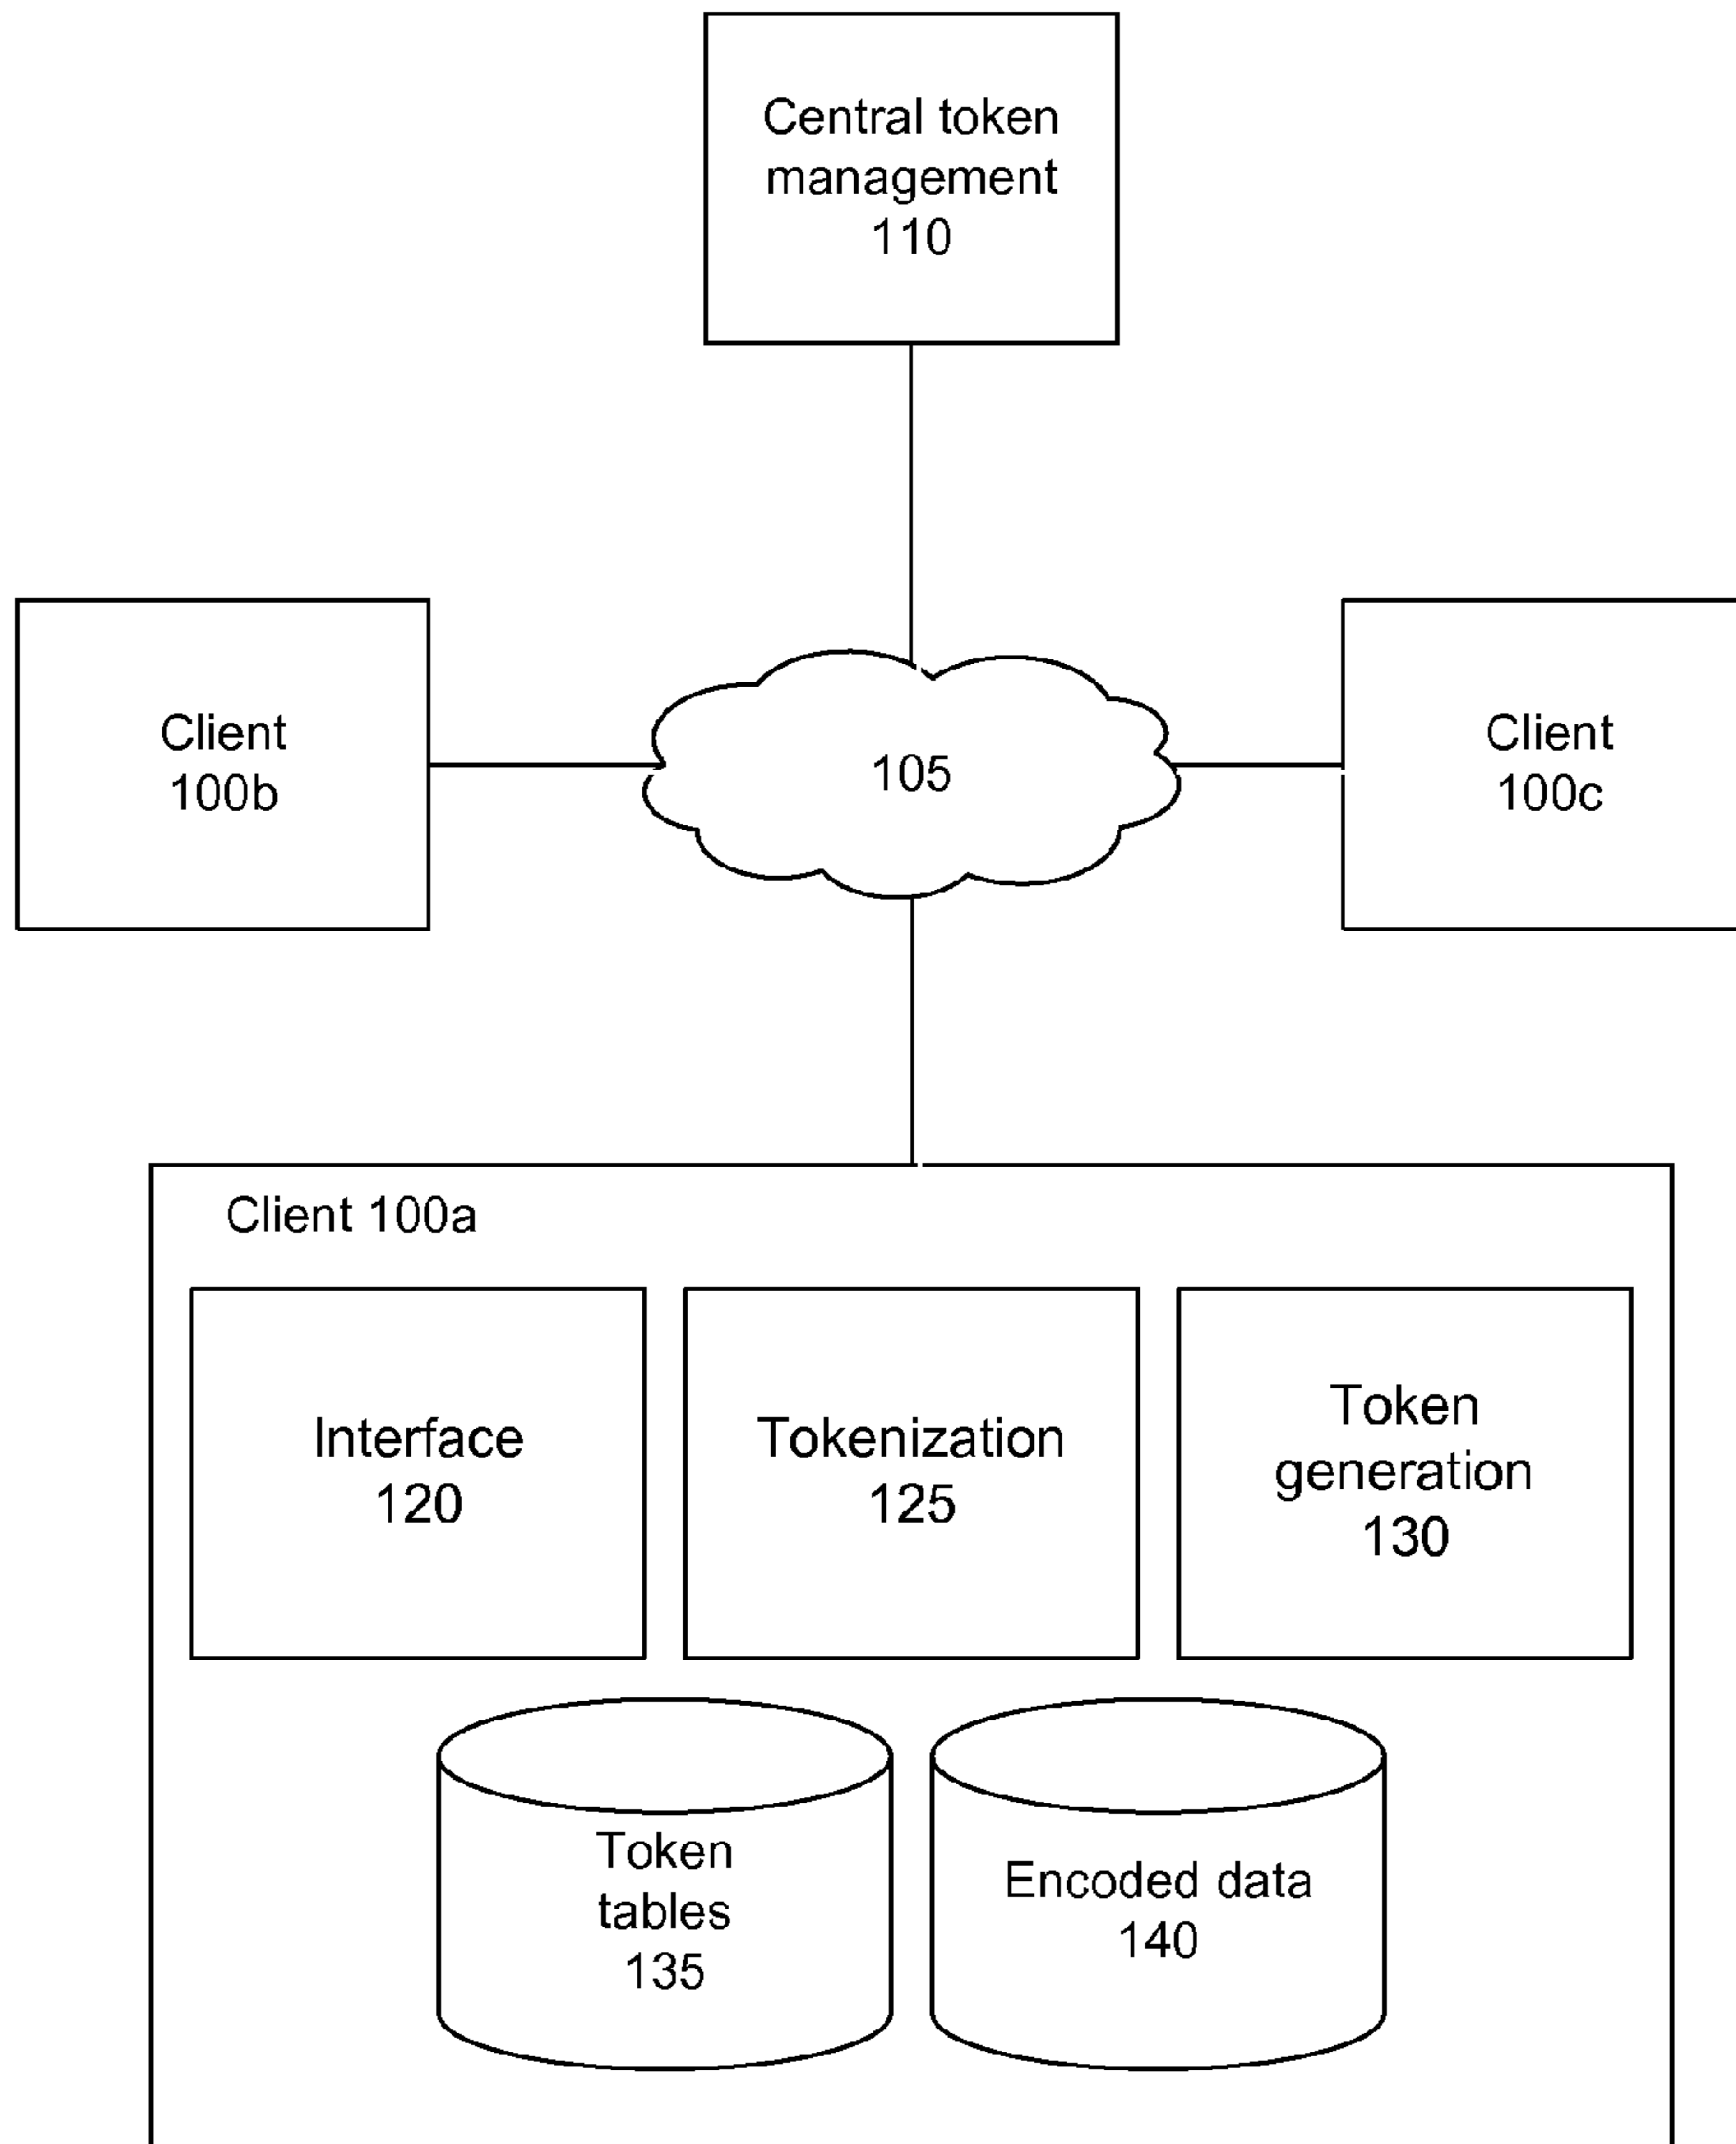 Central token
management
110
Client
100b
105
Client
100c
Client 100a
Interface
120
Tokenization
125
Token
generation
130
Token
tables
135
Encoded data
140